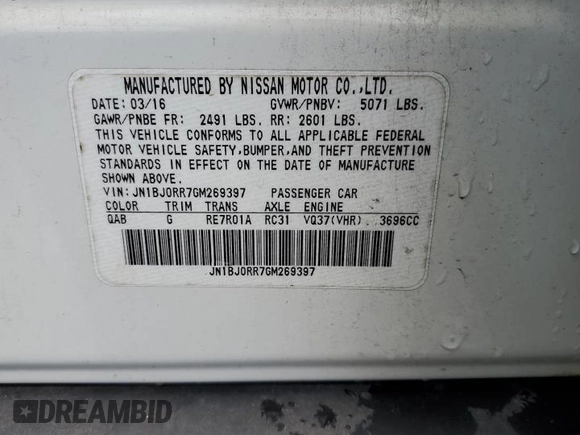 MANUFACTURED BY NISSAN MOTOR CO.,LTD.
DATE: 03/16 GVWR/PNBV: 5071 LBS.
GAWR/PNBE FR: 2491 LBS. RR: 2601 LBS.
THIS VEHICLE CONFORMS TO ALL APPLICABLE FEDERAL
MOTOR VEHICLE SAFETY,BUMPER,AND THEFT PREVENTION
STANDARDS IN EFFECT ON THE DATE OF MANUFACTURE
SHOWN ABOVE.
VIN: JN1BJ0RR7GM269397 PASSENGER CAR
COLOR TRIM TRANS AXLE ENGINE
QAB G RE7R01A RC31 VQ37(VHR) 3696CC
JN1BJ0RR7GM269397
DREAMBID